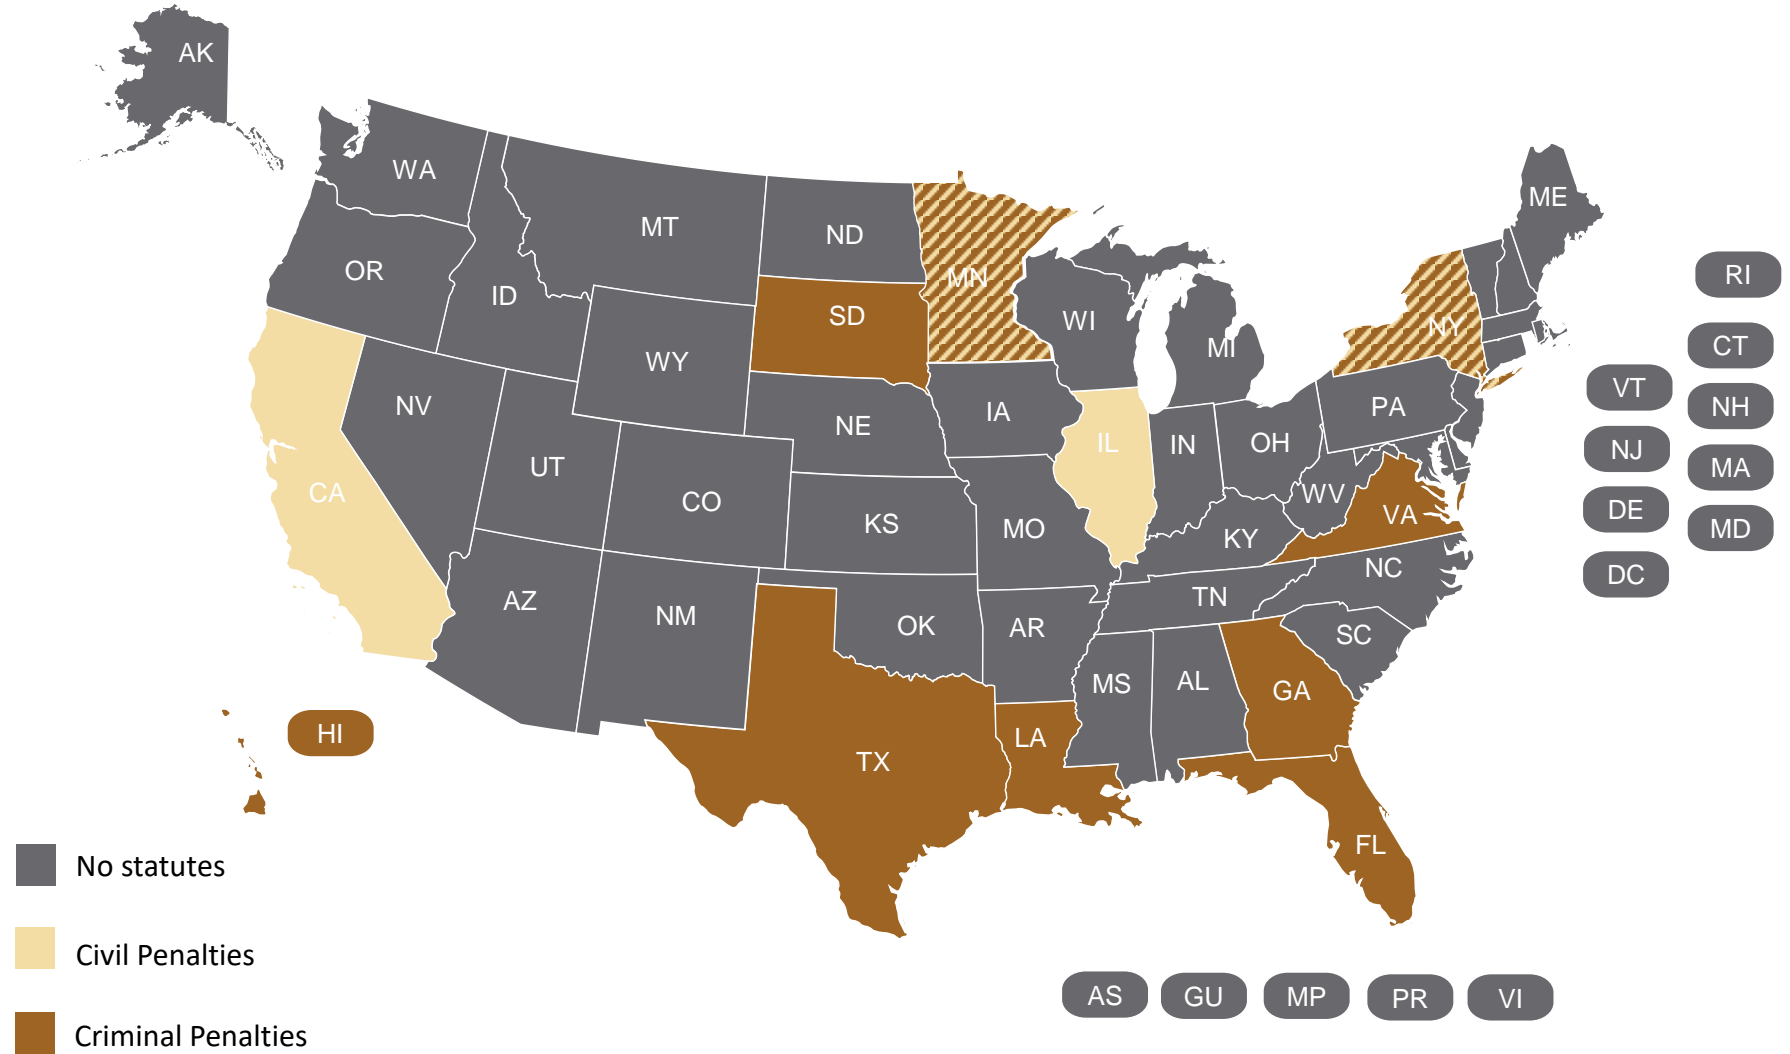 AK
WA
ME
MT
ND
OR
RI
MN
ID
SD
WI
NY
CT
MI
WY
VT
NV
IA
PA
NH
NE
IL
IN
OH
NJ
UT
MA
CA
CO
WV
KS
VA
DE
MO
MD
KY
NC
DC
AZ
TN
NM
OK
AR
SC
MS
AL
GA
HI
LA
TX
FL
No statutes
Civil Penalties
AS
GU
MP
PR
VI
Criminal Penalties